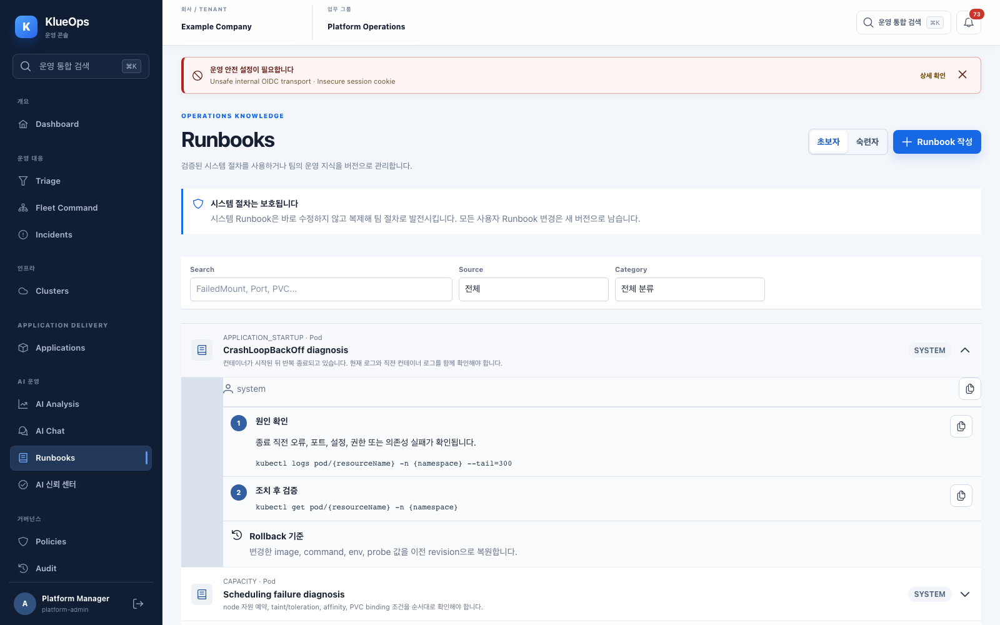 K
KlueOps
운영 콘솔
운영 통합 검색
⌘K
개요
Dashboard
운영 대응
Triage
Fleet Command
Incidents
인프라
Clusters
APPLICATION DELIVERY
Applications
AI 운영
AI Analysis
AI Chat
Runbooks
AI 신뢰 센터
거버넌스
Policies
Audit
A
Platform Manager
platform-admin
회사 / TENANT
Example Company
업무 그룹
Platform Operations
운영 통합 검색
⌘K
73
운영 안전 설정이 필요합니다
Unsafe internal OIDC transport · Insecure session cookie
상세 확인
OPERATIONS KNOWLEDGE
Runbooks
검증된 시스템 절차를 사용하거나 팀의 운영 지식을 버전으로 관리합니다.
초보자
숙련자
Runbook 작성
시스템 절차는 보호됩니다
시스템 Runbook은 바로 수정하지 않고 복제해 팀 절차로 발전시킵니다. 모든 사용자 Runbook 변경은 새 버전으로 남습니다.
Search
Source
Category
FailedMount, Port, PVC...
전체
전체 분류
APPLICATION_STARTUP · Pod
CrashLoopBackOff diagnosis
컨테이너가 시작된 뒤 반복 종료되고 있습니다. 현재 로그와 직전 컨테이너 로그를 함께 확인해야 합니다.
SYSTEM
system
1
원인 확인
종료 직전 오류, 포트, 설정, 권한 또는 의존성 실패가 확인됩니다.
kubectl logs pod/{resourceName} -n {namespace} --tail=300
2
조치 후 검증
kubectl get pod/{resourceName} -n {namespace}
Rollback 기준
변경한 image, command, env, probe 값을 이전 revision으로 복원합니다.
CAPACITY · Pod
Scheduling failure diagnosis
node 자원 예약, taint/toleration, affinity, PVC binding 조건을 순서대로 확인해야 합니다.
SYSTEM